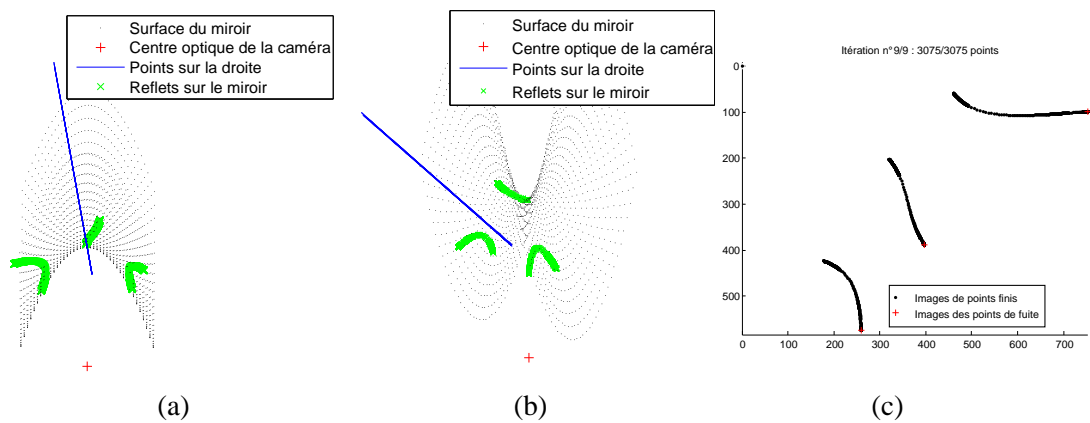 Surface du miroir
Centre optique de la caméra
Points sur la droite
Reflets sur le miroir
(a)
Surface du miroir
Centre optique de la caméra
Points sur la droite
Reflets sur le miroir
(b)
Itération n°9/9 : 3075/3075 points
0
100
200
300
400
500
0 100 200 300 400 500 600 700
Images de points finis
Images des points de fuite
(c)